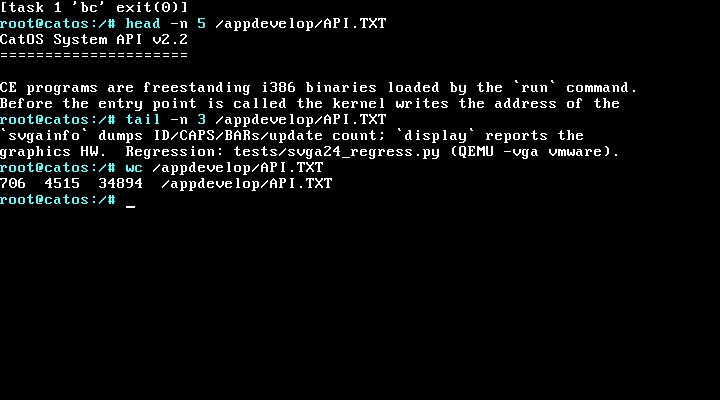 [task 1 'bc' exit(0)]
root@catos:/# head -n 5 /appdevelop/API.TXT
CatOS System API v2.2
=====================
CE programs are freestanding i386 binaries loaded by the `run` command.
Before the entry point is called the kernel writes the address of the
root@catos:/# tail -n 3 /appdevelop/API.TXT
`svgainfo` dumps ID/CAPS/BARs/update count; `display` reports the
graphics HW.  Regression: tests/svga24_regress.py (QEMU -vga vmware).
root@catos:/# wc /appdevelop/API.TXT
706  4515  34894  /appdevelop/API.TXT
root@catos:/# _